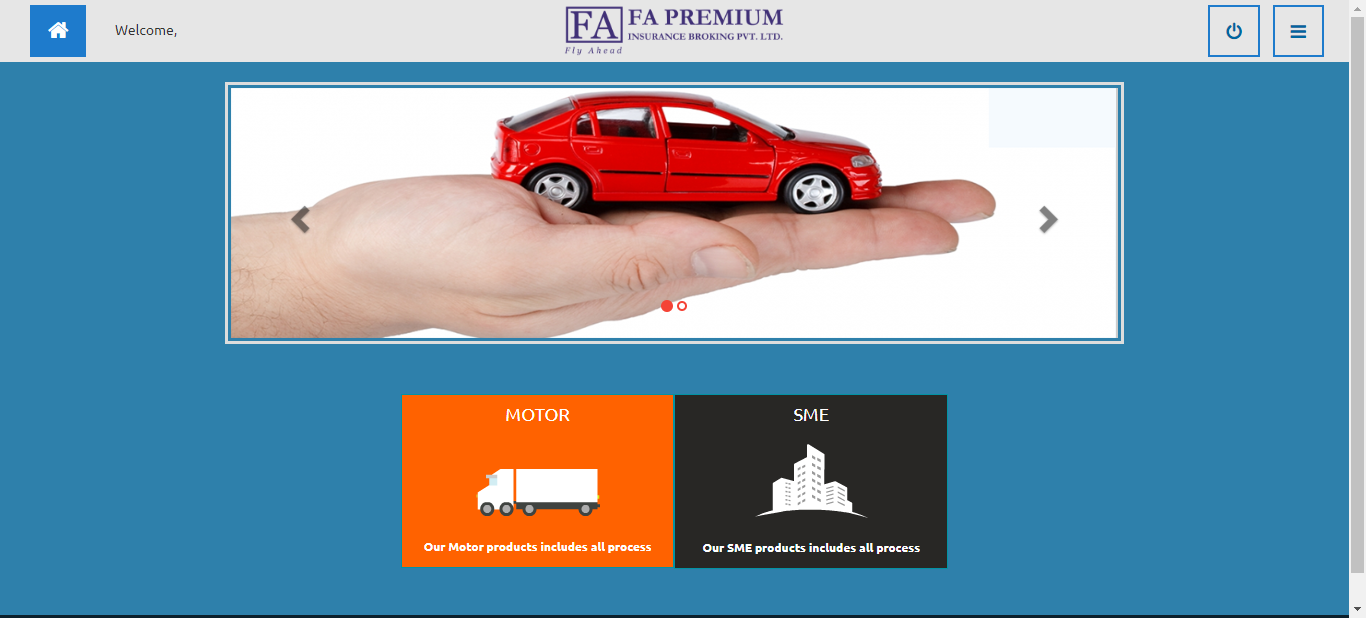 Welcome,
FA
FA PREMIUM
INSURANCE BROKING PVT. LTD.
Fly Ahead
MOTOR
SME
Our Motor products includes all process
Our SME products includes all process